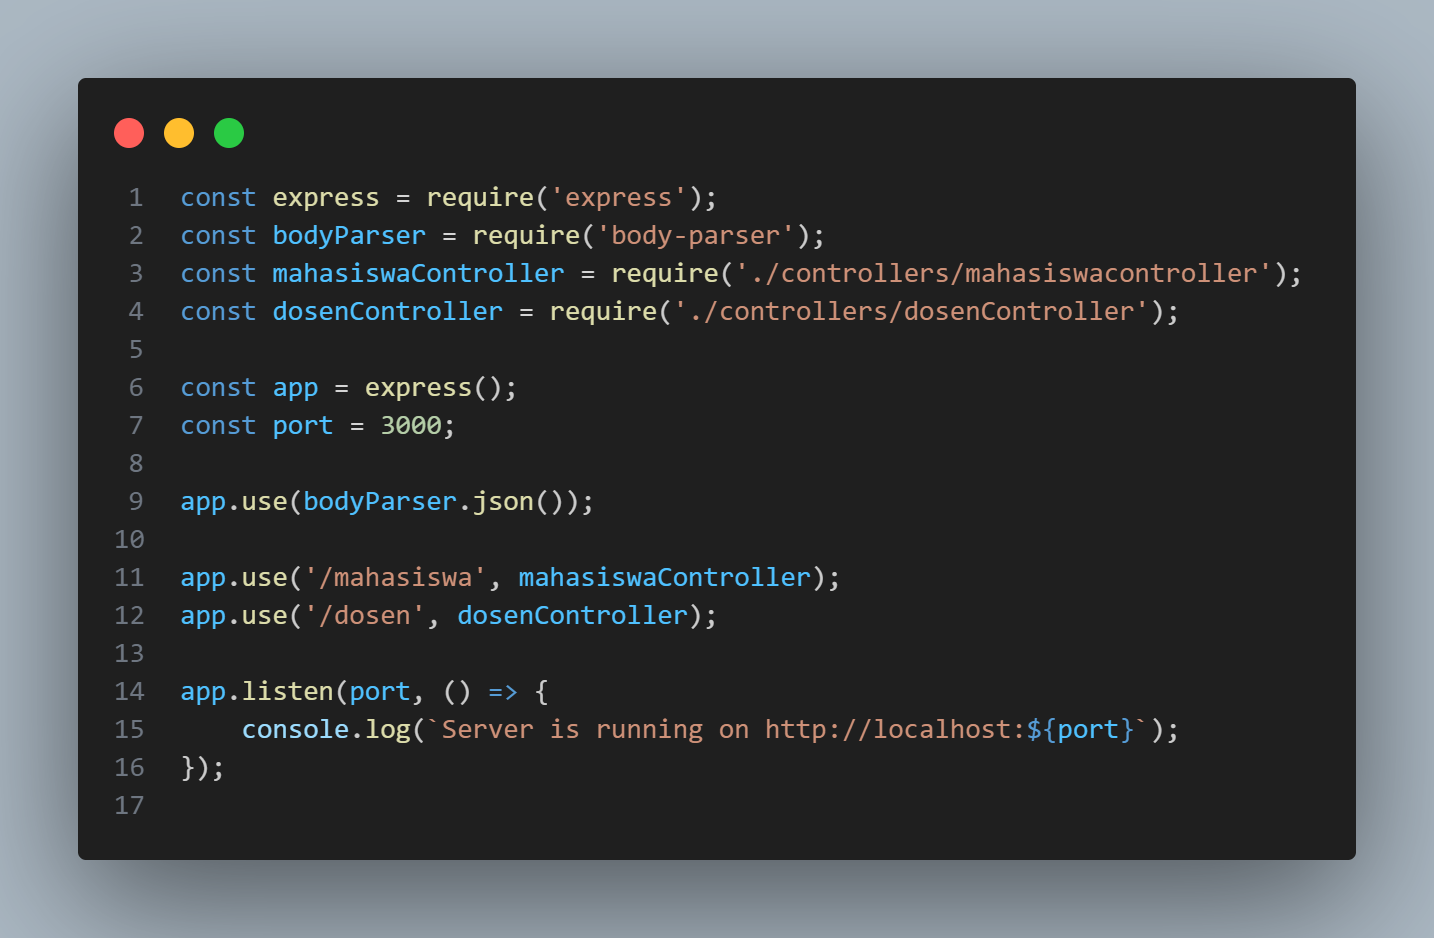 1 const express = require('express');
2 const bodyParser = require('body-parser');
3 const mahasiswaController = require('./controllers/mahasiswacontroller');
4 const dosenController = require('./controllers/dosenController');
5
6 const app = express();
7 const port = 3000;
8
9 app.use(bodyParser.json());
10
11 app.use('/mahasiswa', mahasiswaController);
12 app.use('/dosen', dosenController);
13
14 app.listen(port, () => {
15     console.log(`Server is running on http://localhost:${port}`);
16 });
17